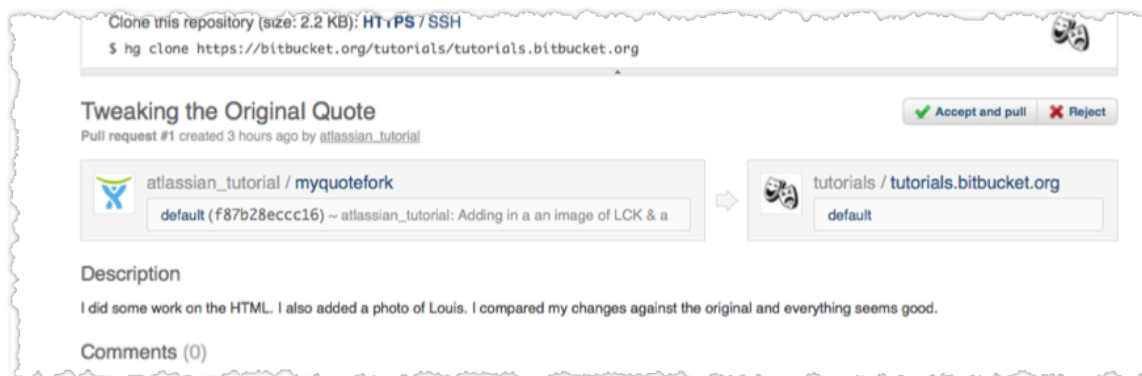 Clone this repository (size: 2.2 KB): HTTPS / SSH
$ hg clone https://bitbucket.org/tutorials/tutorials.bitbucket.org
Tweaking the Original Quote
Accept and pull
Reject
Pull request #1 created 3 hours ago by atlassian_tutorial
atlassian_tutorial / myquotefork
default (f87b28eccc16) ~ atlassian_tutorial: Adding in a an image of LCK & a
tutorials / tutorials.bitbucket.org
default
Description
I did some work on the HTML. I also added a photo of Louis. I compared my changes against the original and everything seems good.
Comments (0)